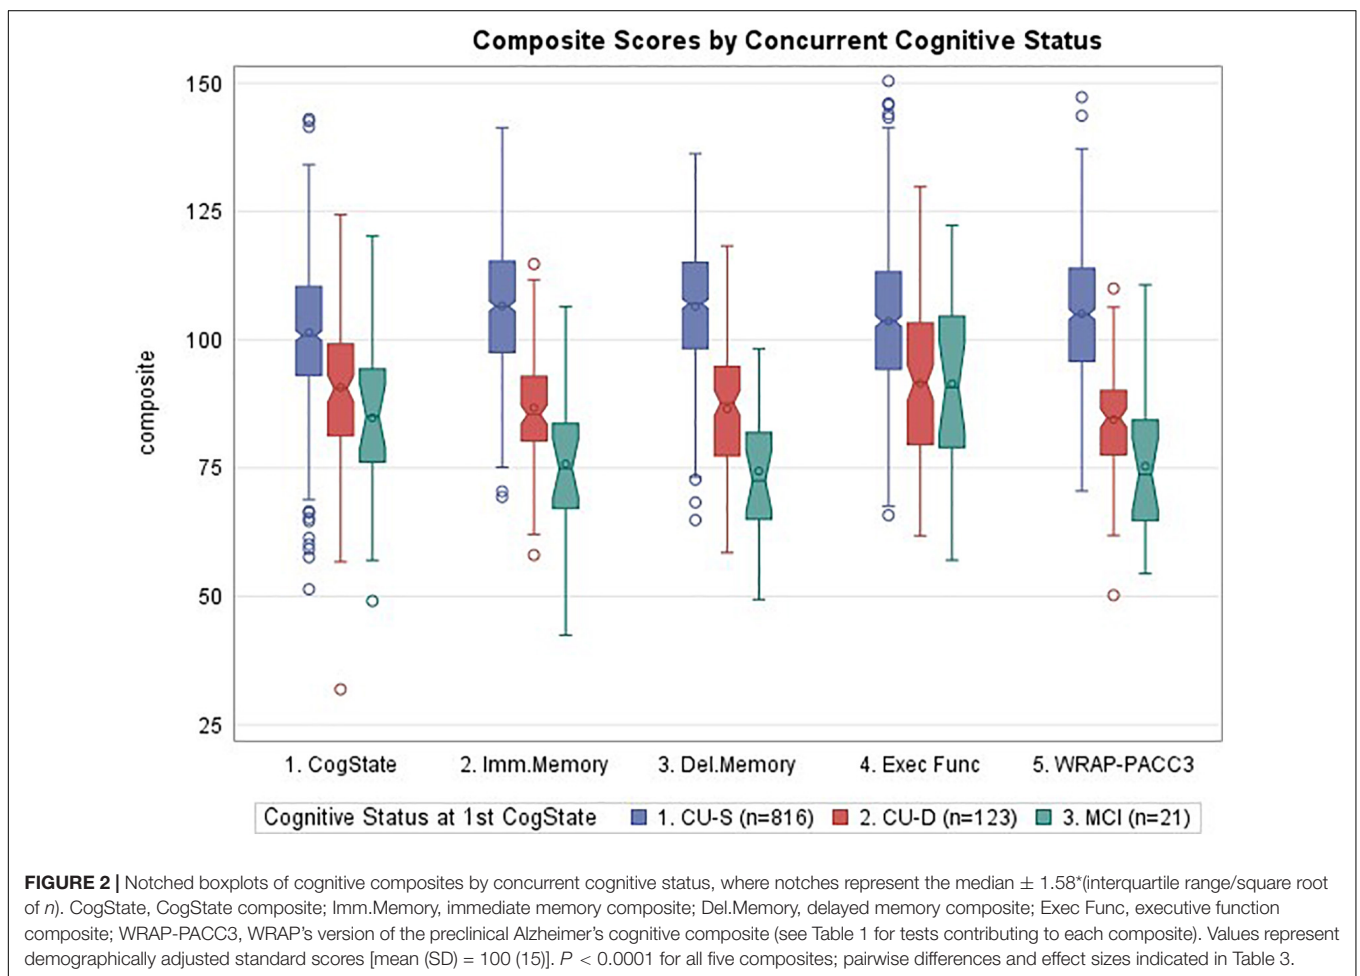 Composite Scores by Concurrent Cognitive Status
150
125
100
75
50
25
composite
1. CogState 2. Imm.Memory 3. Del.Memory 4. Exec Func 5. WRAP-PACC3
Cognitive Status at 1st CogState 1. CU-S (n=816) 2. CU-D (n=123) 3. MCI (n=21)
FIGURE 2 | Notched boxplots of cognitive composites by concurrent cognitive status, where notches represent the median ± 1.58*(interquartile range/square root
of n). CogState, CogState composite; Imm.Memory, immediate memory composite; Del.Memory, delayed memory composite; Exec Func, executive function
composite; WRAP-PACC3, WRAP's version of the preclinical Alzheimer's cognitive composite (see Table 1 for tests contributing to each composite). Values represent
demographically adjusted standard scores [mean (SD) = 100 (15)]. P < 0.0001 for all five composites; pairwise differences and effect sizes indicated in Table 3.